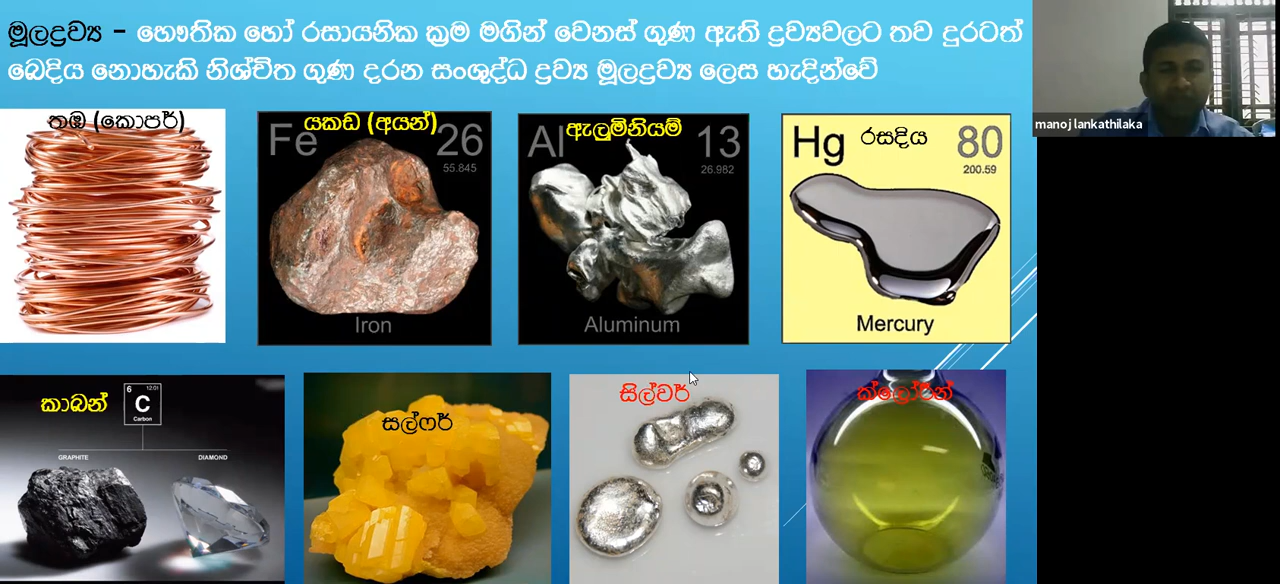 මූලද්‍රව්‍ය - භෞතික හෝ රසායනික ක්‍රම මගින් වෙනස් ගුණ ඇති ද්‍රව්‍යවලට තව දුරටත්
බෙදිය නොහැකි නිශ්චිත ගුණ දරන සංශුද්ධ ද්‍රව්‍ය මූලද්‍රව්‍ය ලෙස හැදින්වේ
manoj lankathilaka
තඹ (කොපර්)
යකඩ (අයන්)
Fe 26
55.845
Iron
ඇලුමිනියම්
Al 13
26.982
Aluminum
Hg රසදිය 80
200.59
Mercury
කාබන්
6 12.01
C
Carbon
GRAPHITE DIAMOND
සල්ෆර්
සිල්වර්
ක්ලෝරීන්